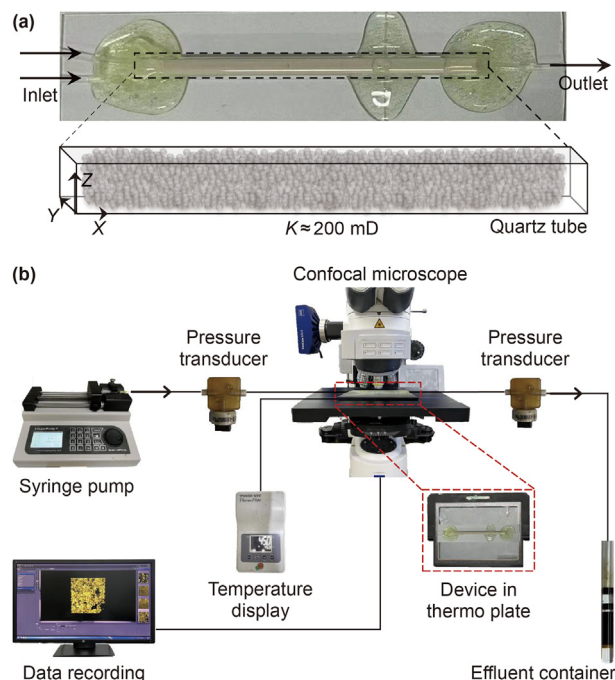 (a)
Inlet
Outlet
Z
Y
X
K≈200 mD
Quartz tube
(b)
Confocal microscope
Pressure
transducer
Pressure
transducer
Syringe pump
Temperature
display
Device in
thermo plate
Data recording
Effluent container